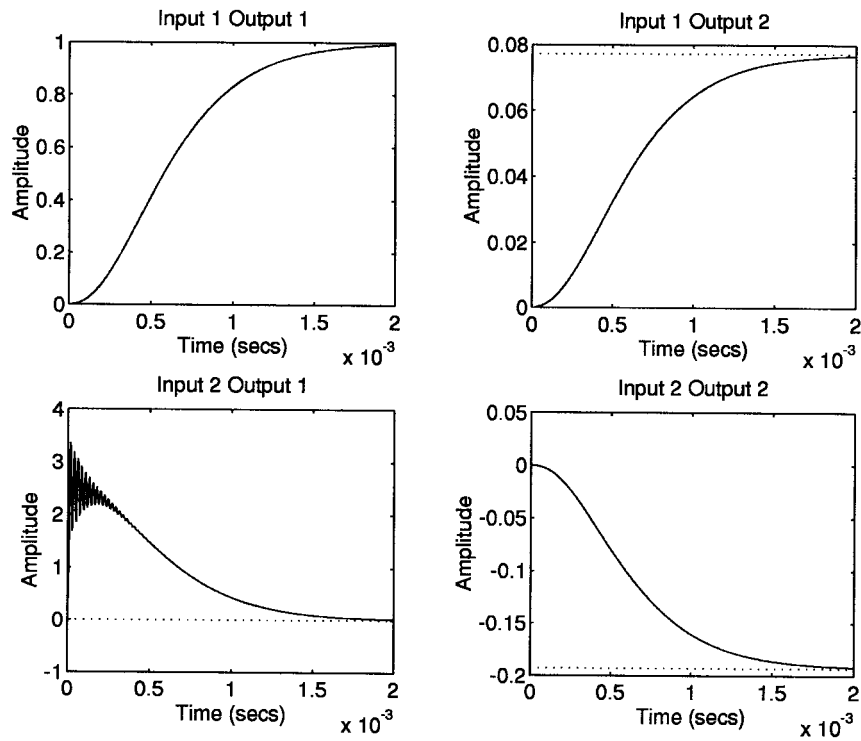 Input 1 Output 1
1
0.8
0.6
0.4
0.2
0
Amplitude
0 0.5 1 1.5 2
Time (secs)
x 10-3
Input 1 Output 2
0.08
0.06
0.04
0.02
0
Amplitude
0 0.5 1 1.5 2
Time (secs)
x 10-3
Input 2 Output 1
4
3
2
1
0
-1
Amplitude
0 0.5 1 1.5 2
Time (secs)
x 10-3
Input 2 Output 2
0.05
0
-0.05
-0.1
-0.15
-0.2
Amplitude
0 0.5 1 1.5 2
Time (secs)
x 10-3